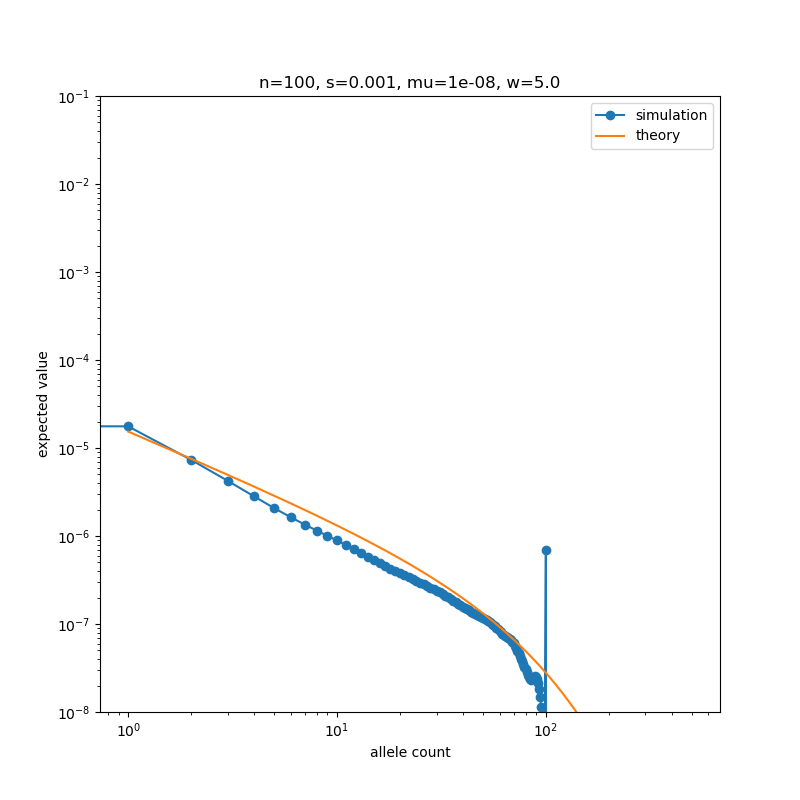 n=100, s=0.001, mu=1e-08, w=5.0
simulation
theory
expected value
10⁻¹
10⁻²
10⁻³
10⁻⁴
10⁻⁵
10⁻⁶
10⁻⁷
10⁻⁸
10⁰
10¹
10²
allele count